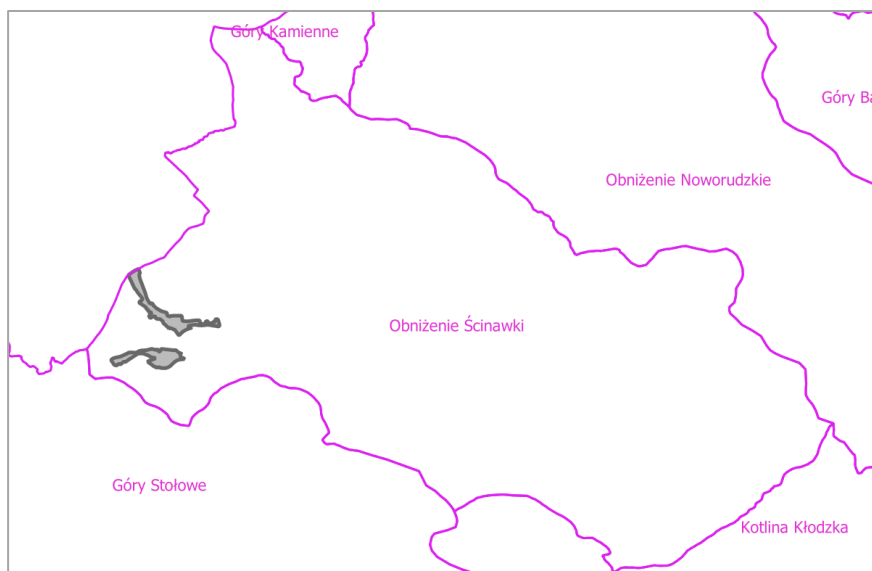 Góry Kamienne
Góry Ba
Obniżenie Noworudzkie
Obniżenie Ścinawki
Góry Stołowe
Kotlina Kłodzka